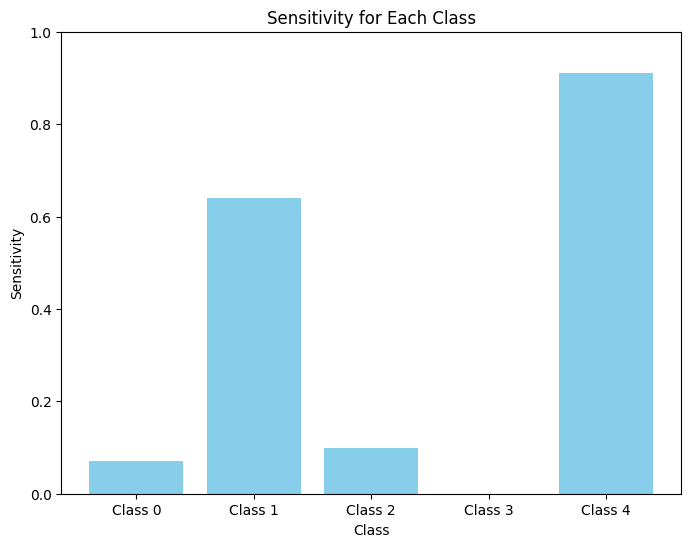 Sensitivity for Each Class
1.0
0.8
0.6
0.4
0.2
0.0
Sensitivity
Class 0
Class 1
Class 2
Class 3
Class 4
Class